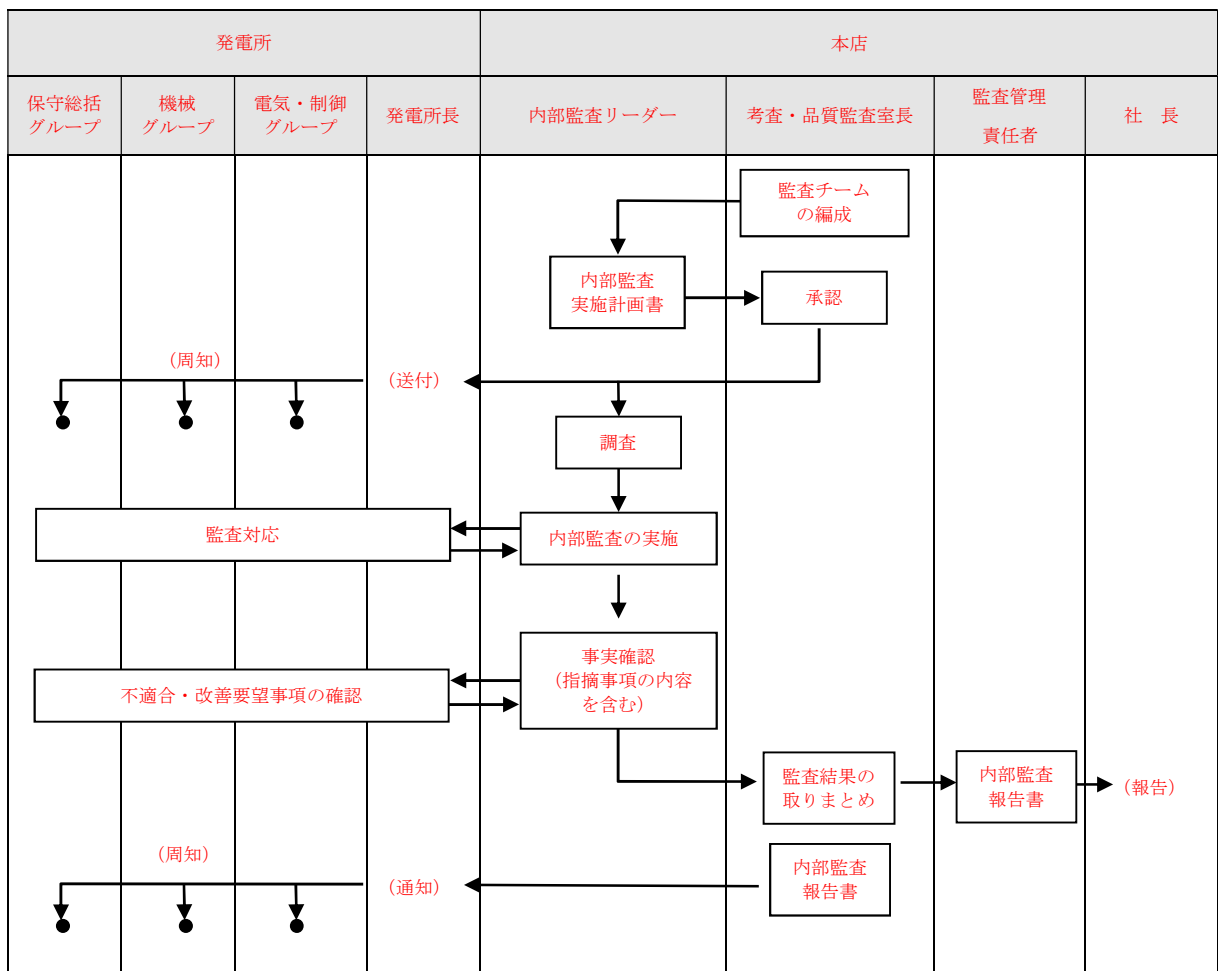 発電所
本店
保守総括
グループ
機械
グループ
電気・制御
グループ
発電所長
内部監査リーダー
考査・品質監査室長
監査管理
責任者
社　長
監査チーム
の編成
内部監査
実施計画書
承認
（周知）
（送付）
調査
監査対応
内部監査の実施
事実確認
（指摘事項の内容
を含む）
不適合・改善要望事項の確認
監査結果の
取りまとめ
内部監査
報告書
（報告）
（周知）
（通知）
内部監査
報告書